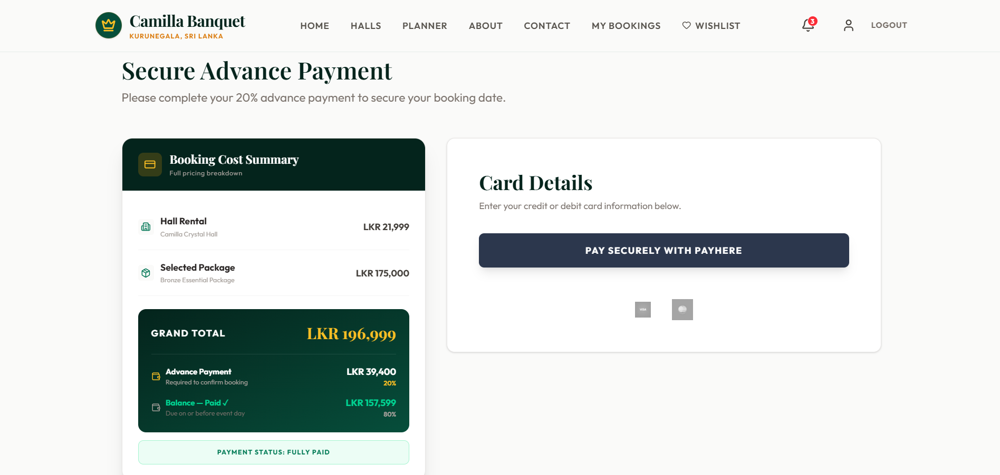 Camilla Banquet
KURUNEGALA, SRI LANKA
HOME
HALLS
PLANNER
ABOUT
CONTACT
MY BOOKINGS
WISHLIST
3
LOGOUT
Secure Advance Payment
Please complete your 20% advance payment to secure your booking date.
Booking Cost Summary
Full pricing breakdown
Hall Rental
Camilla Crystal Hall
LKR 21,999
Selected Package
Bronze Essential Package
LKR 175,000
GRAND TOTAL
LKR 196,999
Advance Payment
Required to confirm booking
LKR 39,400
20%
Balance — Paid ✓
Due on or before event day
LKR 157,599
80%
PAYMENT STATUS: FULLY PAID
Card Details
Enter your credit or debit card information below.
PAY SECURELY WITH PAYHERE
VISA